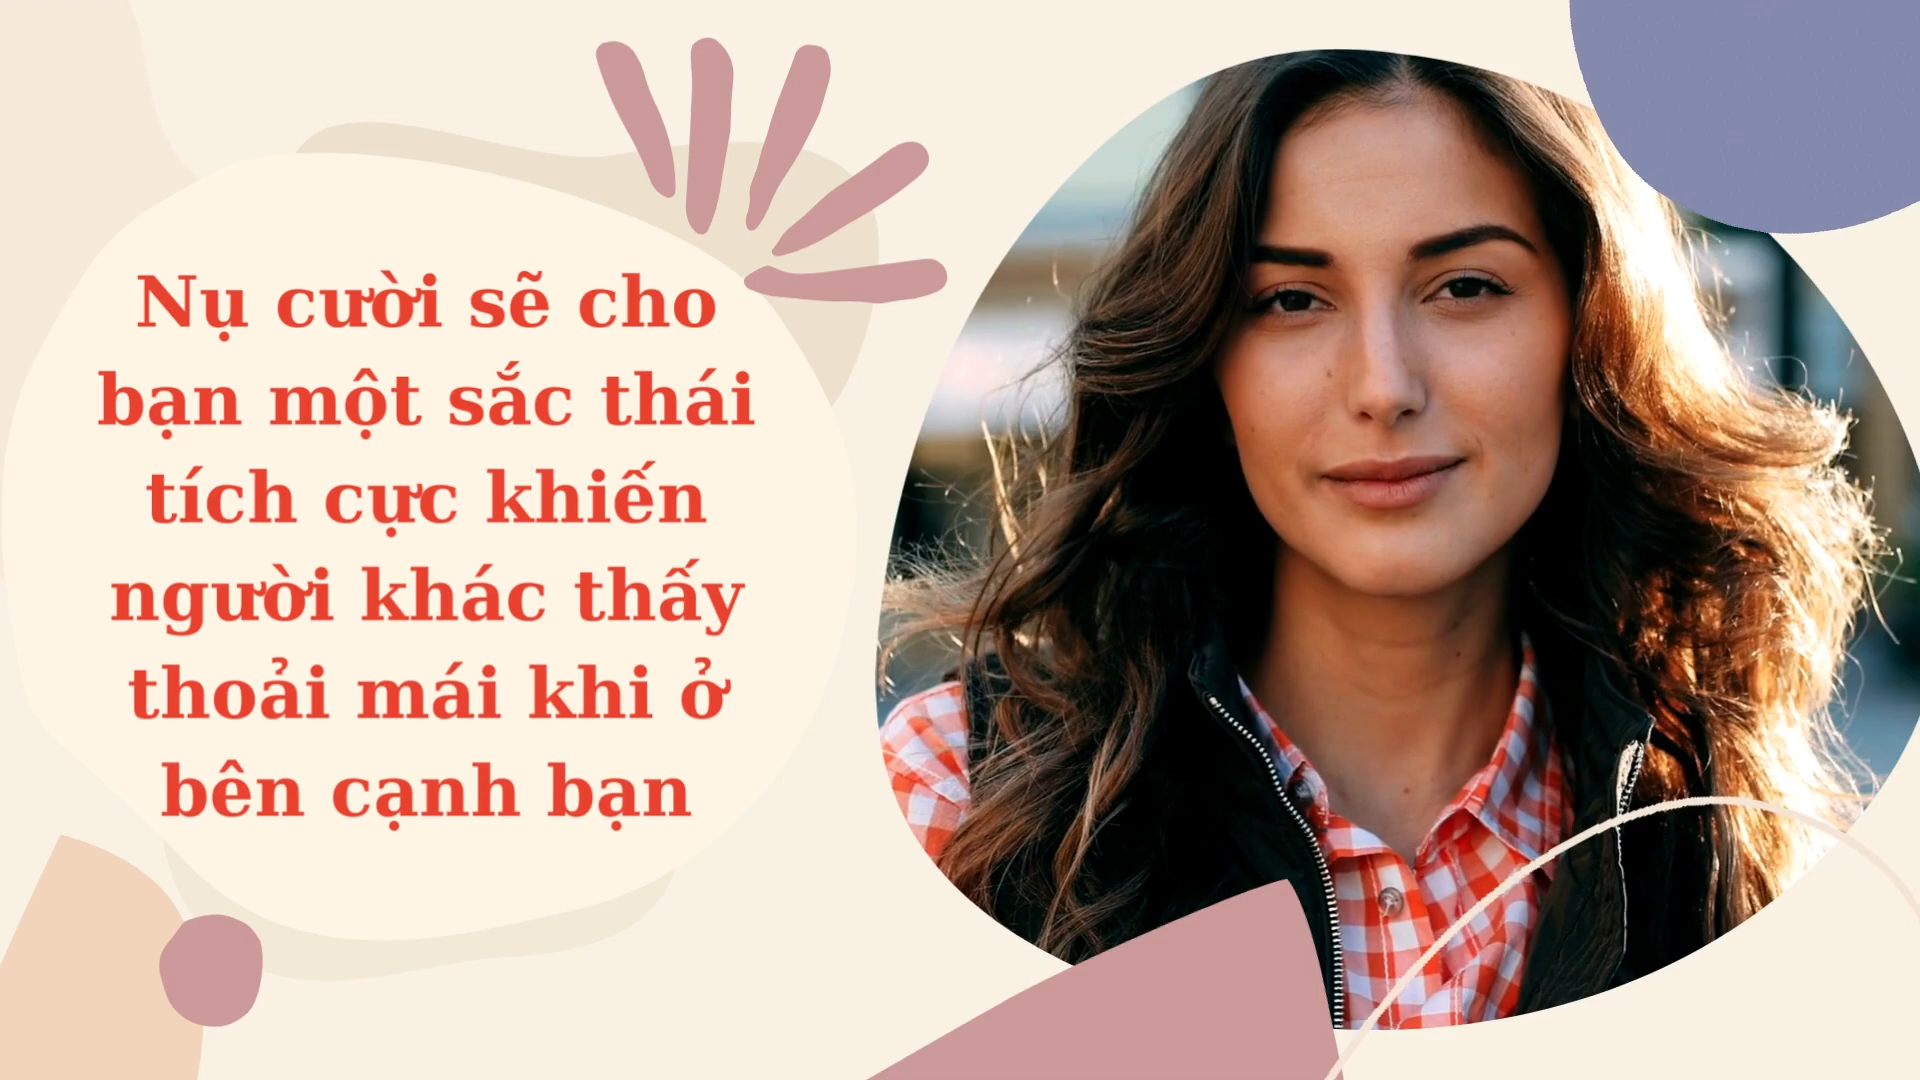 Nụ cười sẽ cho
bạn một sắc thái
tích cực khiến
người khác thấy
thoải mái khi ở
bên cạnh bạn